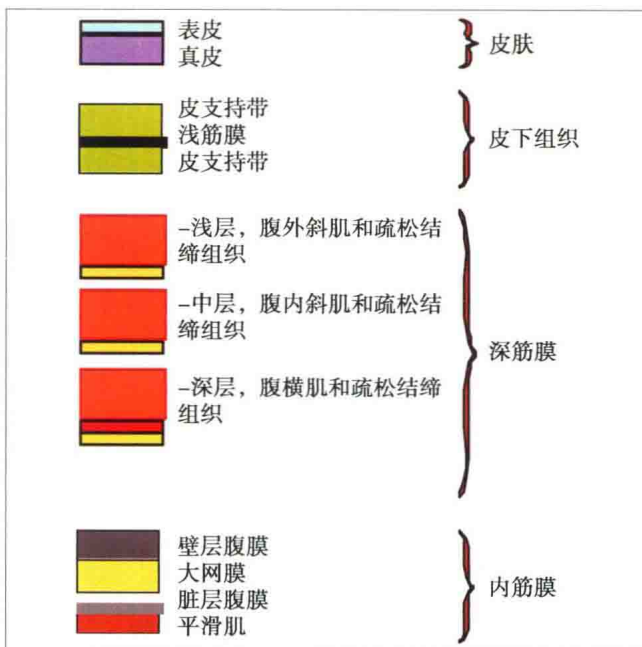 表皮
真皮
皮肤
皮支持带
浅筋膜
皮支持带
皮下组织
-浅层，腹外斜肌和疏松结
缔组织
-中层，腹内斜肌和疏松结
缔组织
-深层，腹横肌和疏松结缔
组织
深筋膜
壁层腹膜
大网膜
脏层腹膜
平滑肌
内筋膜